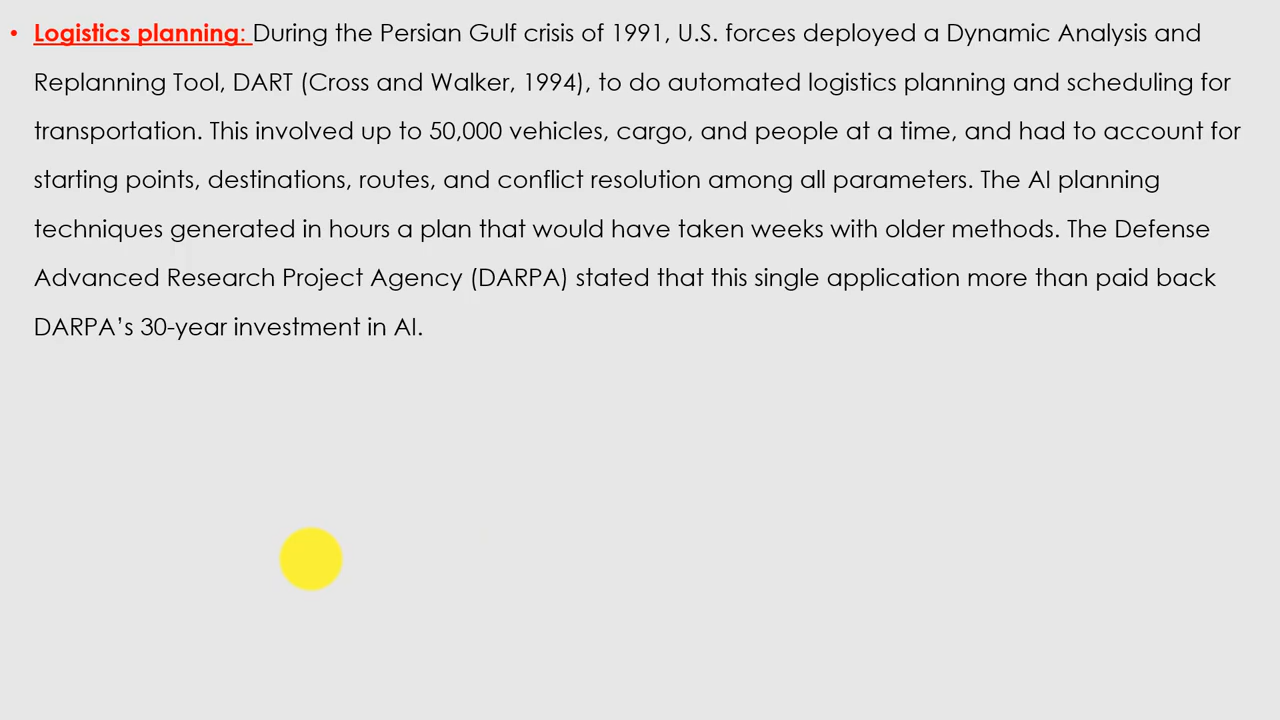 • Logistics planning: During the Persian Gulf crisis of 1991, U.S. forces deployed a Dynamic Analysis and
Replanning Tool, DART (Cross and Walker, 1994), to do automated logistics planning and scheduling for
transportation. This involved up to 50,000 vehicles, cargo, and people at a time, and had to account for
starting points, destinations, routes, and conflict resolution among all parameters. The AI planning
techniques generated in hours a plan that would have taken weeks with older methods. The Defense
Advanced Research Project Agency (DARPA) stated that this single application more than paid back
DARPA’s 30-year investment in AI.